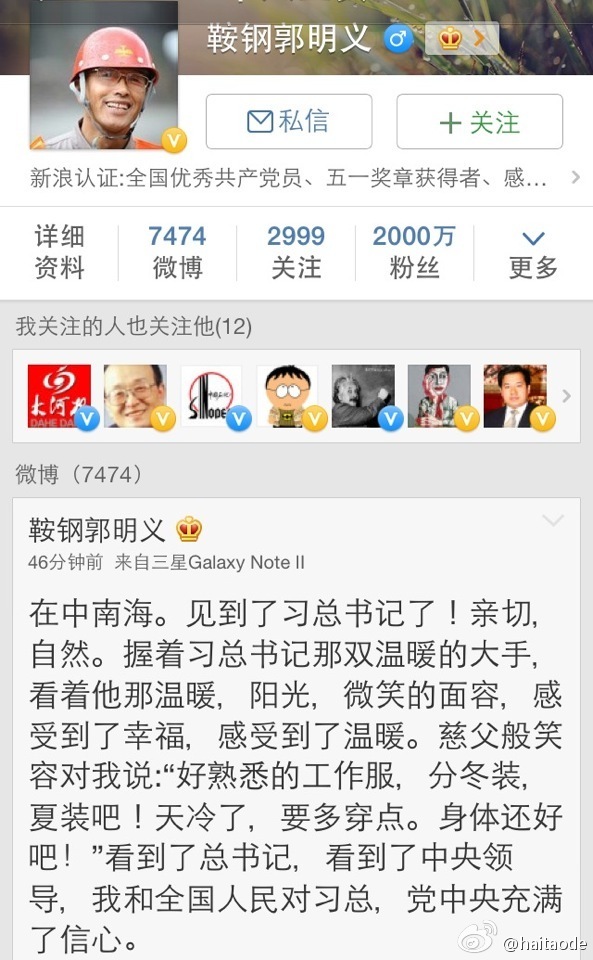 鞍钢郭明义
私信
关注
新浪认证:全国优秀共产党员、五一奖章获得者、感...
详细资料
7474
微博
2999
关注
2000万
粉丝
更多
我关注的人也关注他(12)
大河报
DAHE DA
微博（7474）
鞍钢郭明义
46分钟前 来自三星Galaxy Note II
在中南海。见到了习总书记了！亲切，
自然。握着习总书记那双温暖的大手，
看着他那温暖，阳光，微笑的面容，感
受到了幸福，感受到了温暖。慈父般笑
容对我说:“好熟悉的工作服，分冬装，
夏装吧！天冷了，要多穿点。身体还好
吧！”看到了总书记，看到了中央领
导，我和全国人民对习总，党中央充满
了信心。
@haitaode